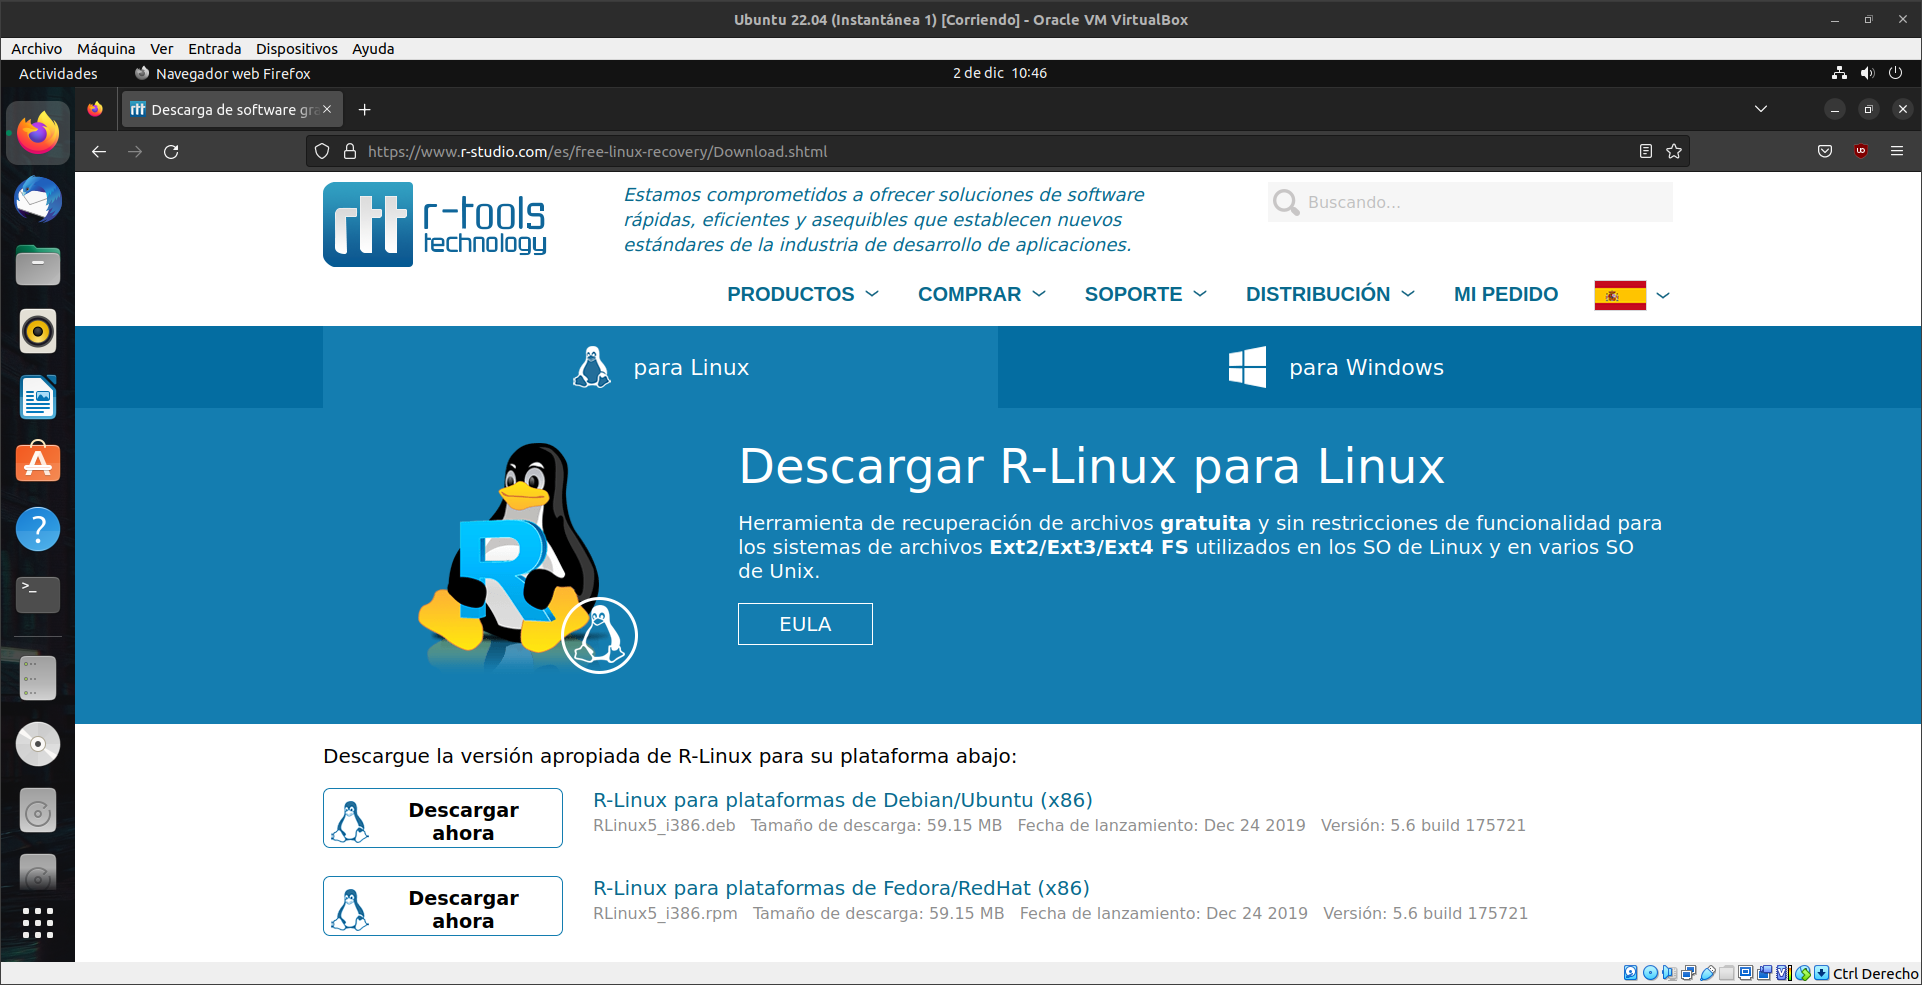 Ubuntu 22.04 (Instantánea 1) [Corriendo] - Oracle VM VirtualBox
Archivo Máquina Ver Entrada Dispositivos Ayuda
Actividades Navegador web Firefox 2 de dic 10:46
rtt Descarga de software gra
https://www.r-studio.com/es/free-linux-recovery/Download.shtml
rtt r-tools technology
Estamos comprometidos a ofrecer soluciones de software
rápidas, eficientes y asequibles que establecen nuevos
estándares de la industria de desarrollo de aplicaciones.
Buscando...
PRODUCTOS COMPRAR SOPORTE DISTRIBUCIÓN MI PEDIDO
para Linux para Windows
Descargar R-Linux para Linux
Herramienta de recuperación de archivos gratuita y sin restricciones de funcionalidad para
los sistemas de archivos Ext2/Ext3/Ext4 FS utilizados en los SO de Linux y en varios SO
de Unix.
R
EULA
Descargue la versión apropiada de R-Linux para su plataforma abajo:
Descargar
ahora
R-Linux para plataformas de Debian/Ubuntu (x86)
RLinux5_i386.deb Tamaño de descarga: 59.15 MB Fecha de lanzamiento: Dec 24 2019 Versión: 5.6 build 175721
Descargar
ahora
R-Linux para plataformas de Fedora/RedHat (x86)
RLinux5_i386.rpm Tamaño de descarga: 59.15 MB Fecha de lanzamiento: Dec 24 2019 Versión: 5.6 build 175721
Ctrl Derecho